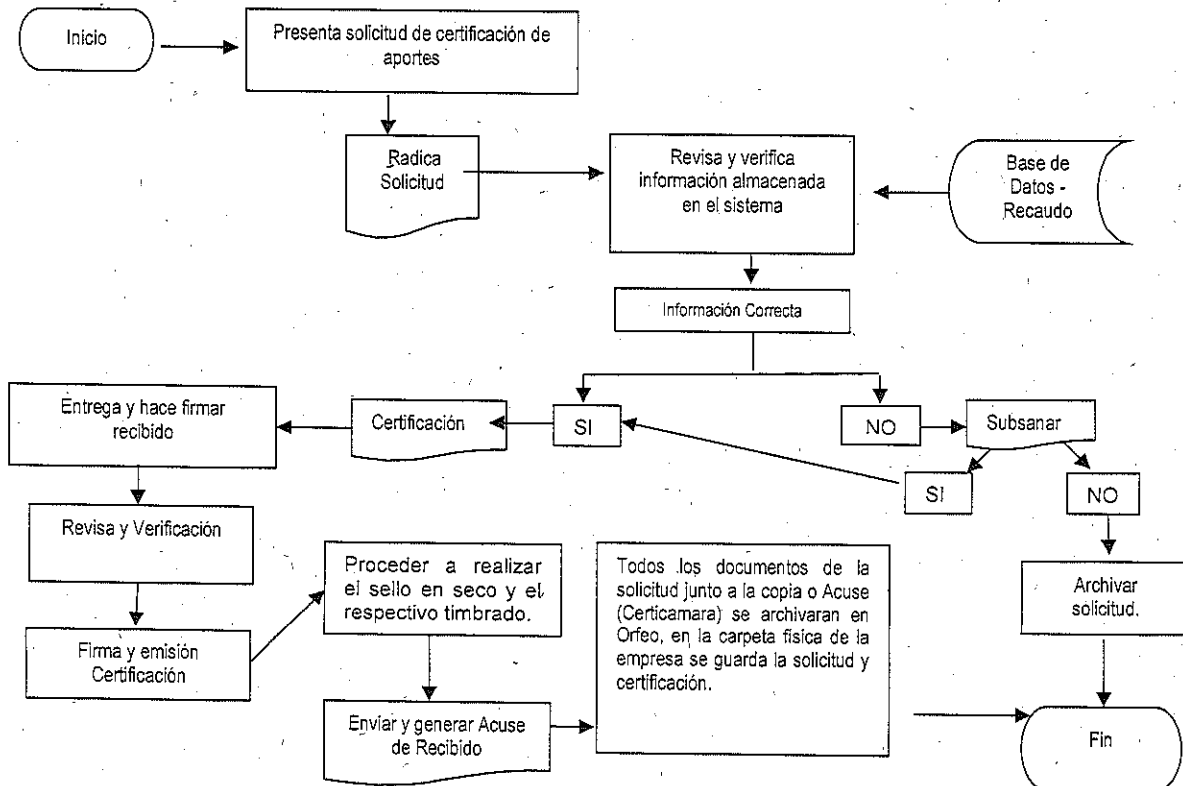 Inicio
Presenta solicitud de certificación de
aportes
Radica
Solicitud
Revisa y verifica
información almacenada
en el sistema
Base de
Datos -
Recaudo
Información Correcta
Entrega y hace firmar
recibido
Certificación
SI
NO
Subsanar
SI
NO
Revisa y Verificación
Proceder a realizar
el sello en seco y el
respectivo timbrado.
Todos los documentos de la
solicitud junto a la copia o Acuse
(Certicamara) se archivaran en
Orfeo, en la carpeta física de la
empresa se guarda la solicitud y
certificación.
Archivar
solicitud.
Firma y emisión
Certificación
Enviar y generar Acuse
de Recibido
Fin